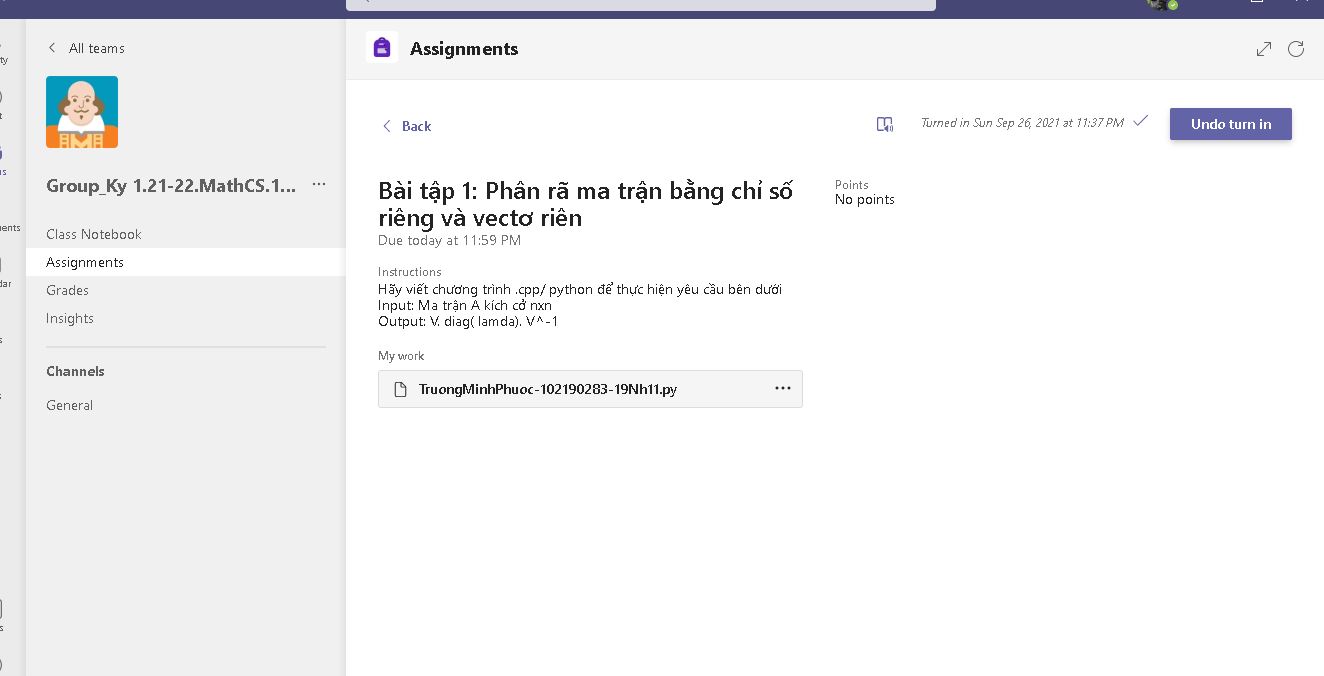 All teams
Assignments
Back
Turned in Sun Sep 26, 2021 at 11:37 PM
Undo turn in
Group_Ky 1.21-22.MathCS.1...
Class Notebook
Assignments
Grades
Insights
Channels
General
Bài tập 1: Phân rã ma trận bằng chỉ số
riêng và vectơ riên
Due today at 11:59 PM
Points
No points
Instructions
Hãy viết chương trình .cpp/ python để thực hiện yêu cầu bên dưới
Input: Ma trận A kích cở nxn
Output: V. diag( lamda). V^-1
My work
TruongMinhPhuoc-102190283-19Nh11.py